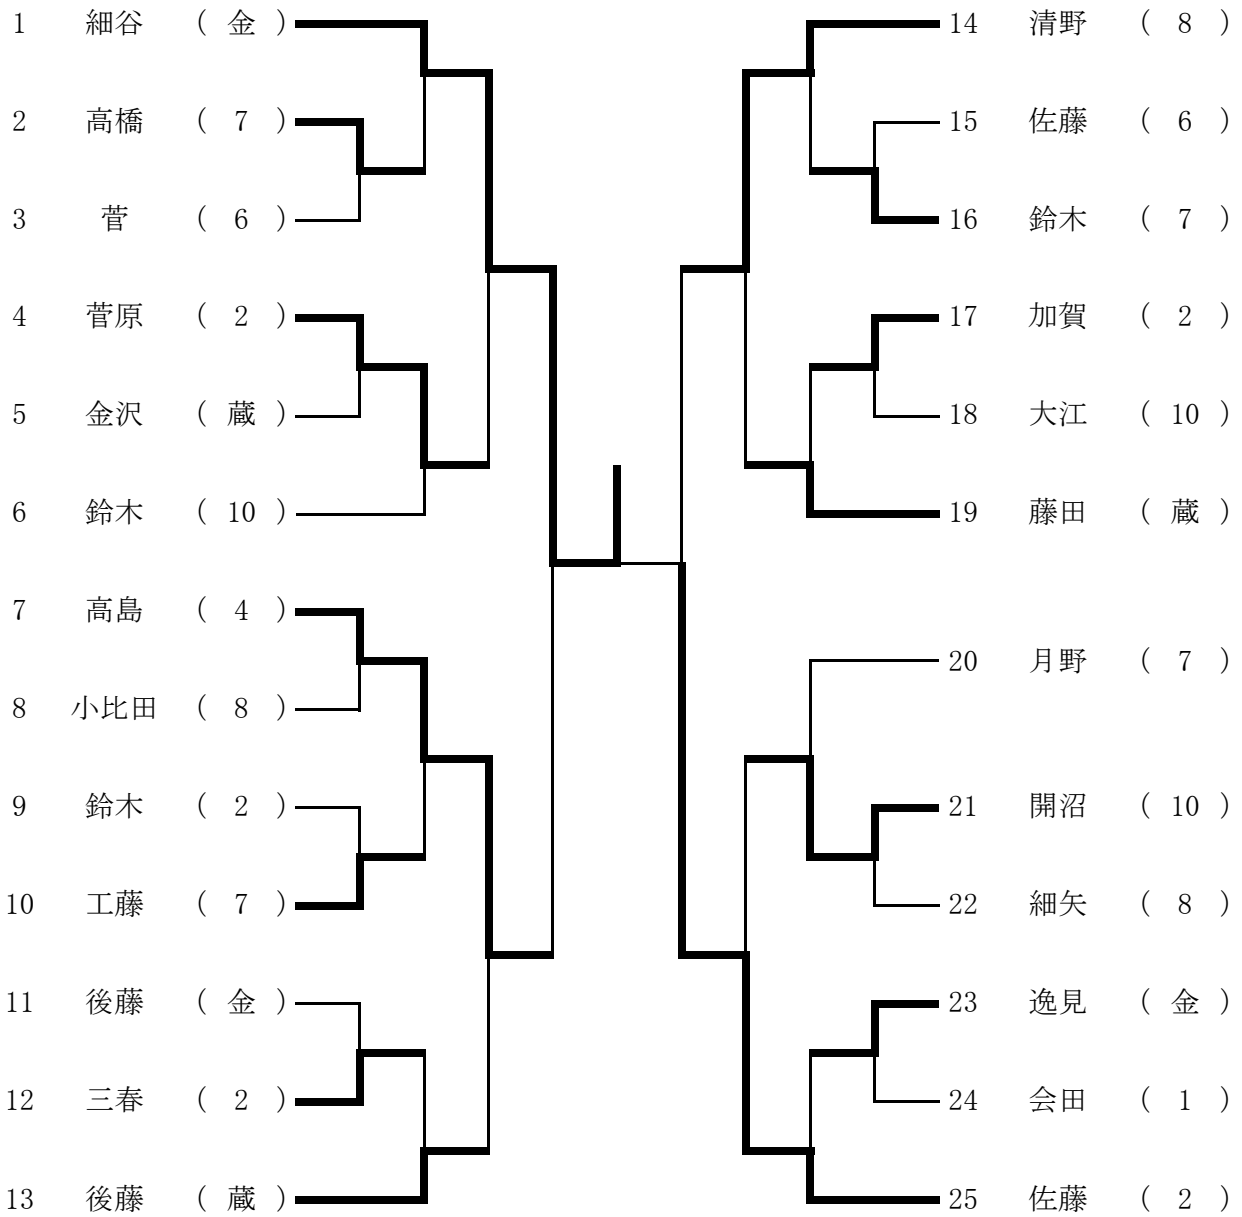 1 細谷 ( 金 )
2 高橋 ( 7 )
3 菅 ( 6 )
4 菅原 ( 2 )
5 金沢 ( 蔵 )
6 鈴木 ( 10 )
7 高島 ( 4 )
8 小比田 ( 8 )
9 鈴木 ( 2 )
10 工藤 ( 7 )
11 後藤 ( 金 )
12 三春 ( 2 )
13 後藤 ( 蔵 )
14 清野 ( 8 )
15 佐藤 ( 6 )
16 鈴木 ( 7 )
17 加賀 ( 2 )
18 大江 ( 10 )
19 藤田 ( 蔵 )
20 月野 ( 7 )
21 開沼 ( 10 )
22 細矢 ( 8 )
23 逸見 ( 金 )
24 会田 ( 1 )
25 佐藤 ( 2 )